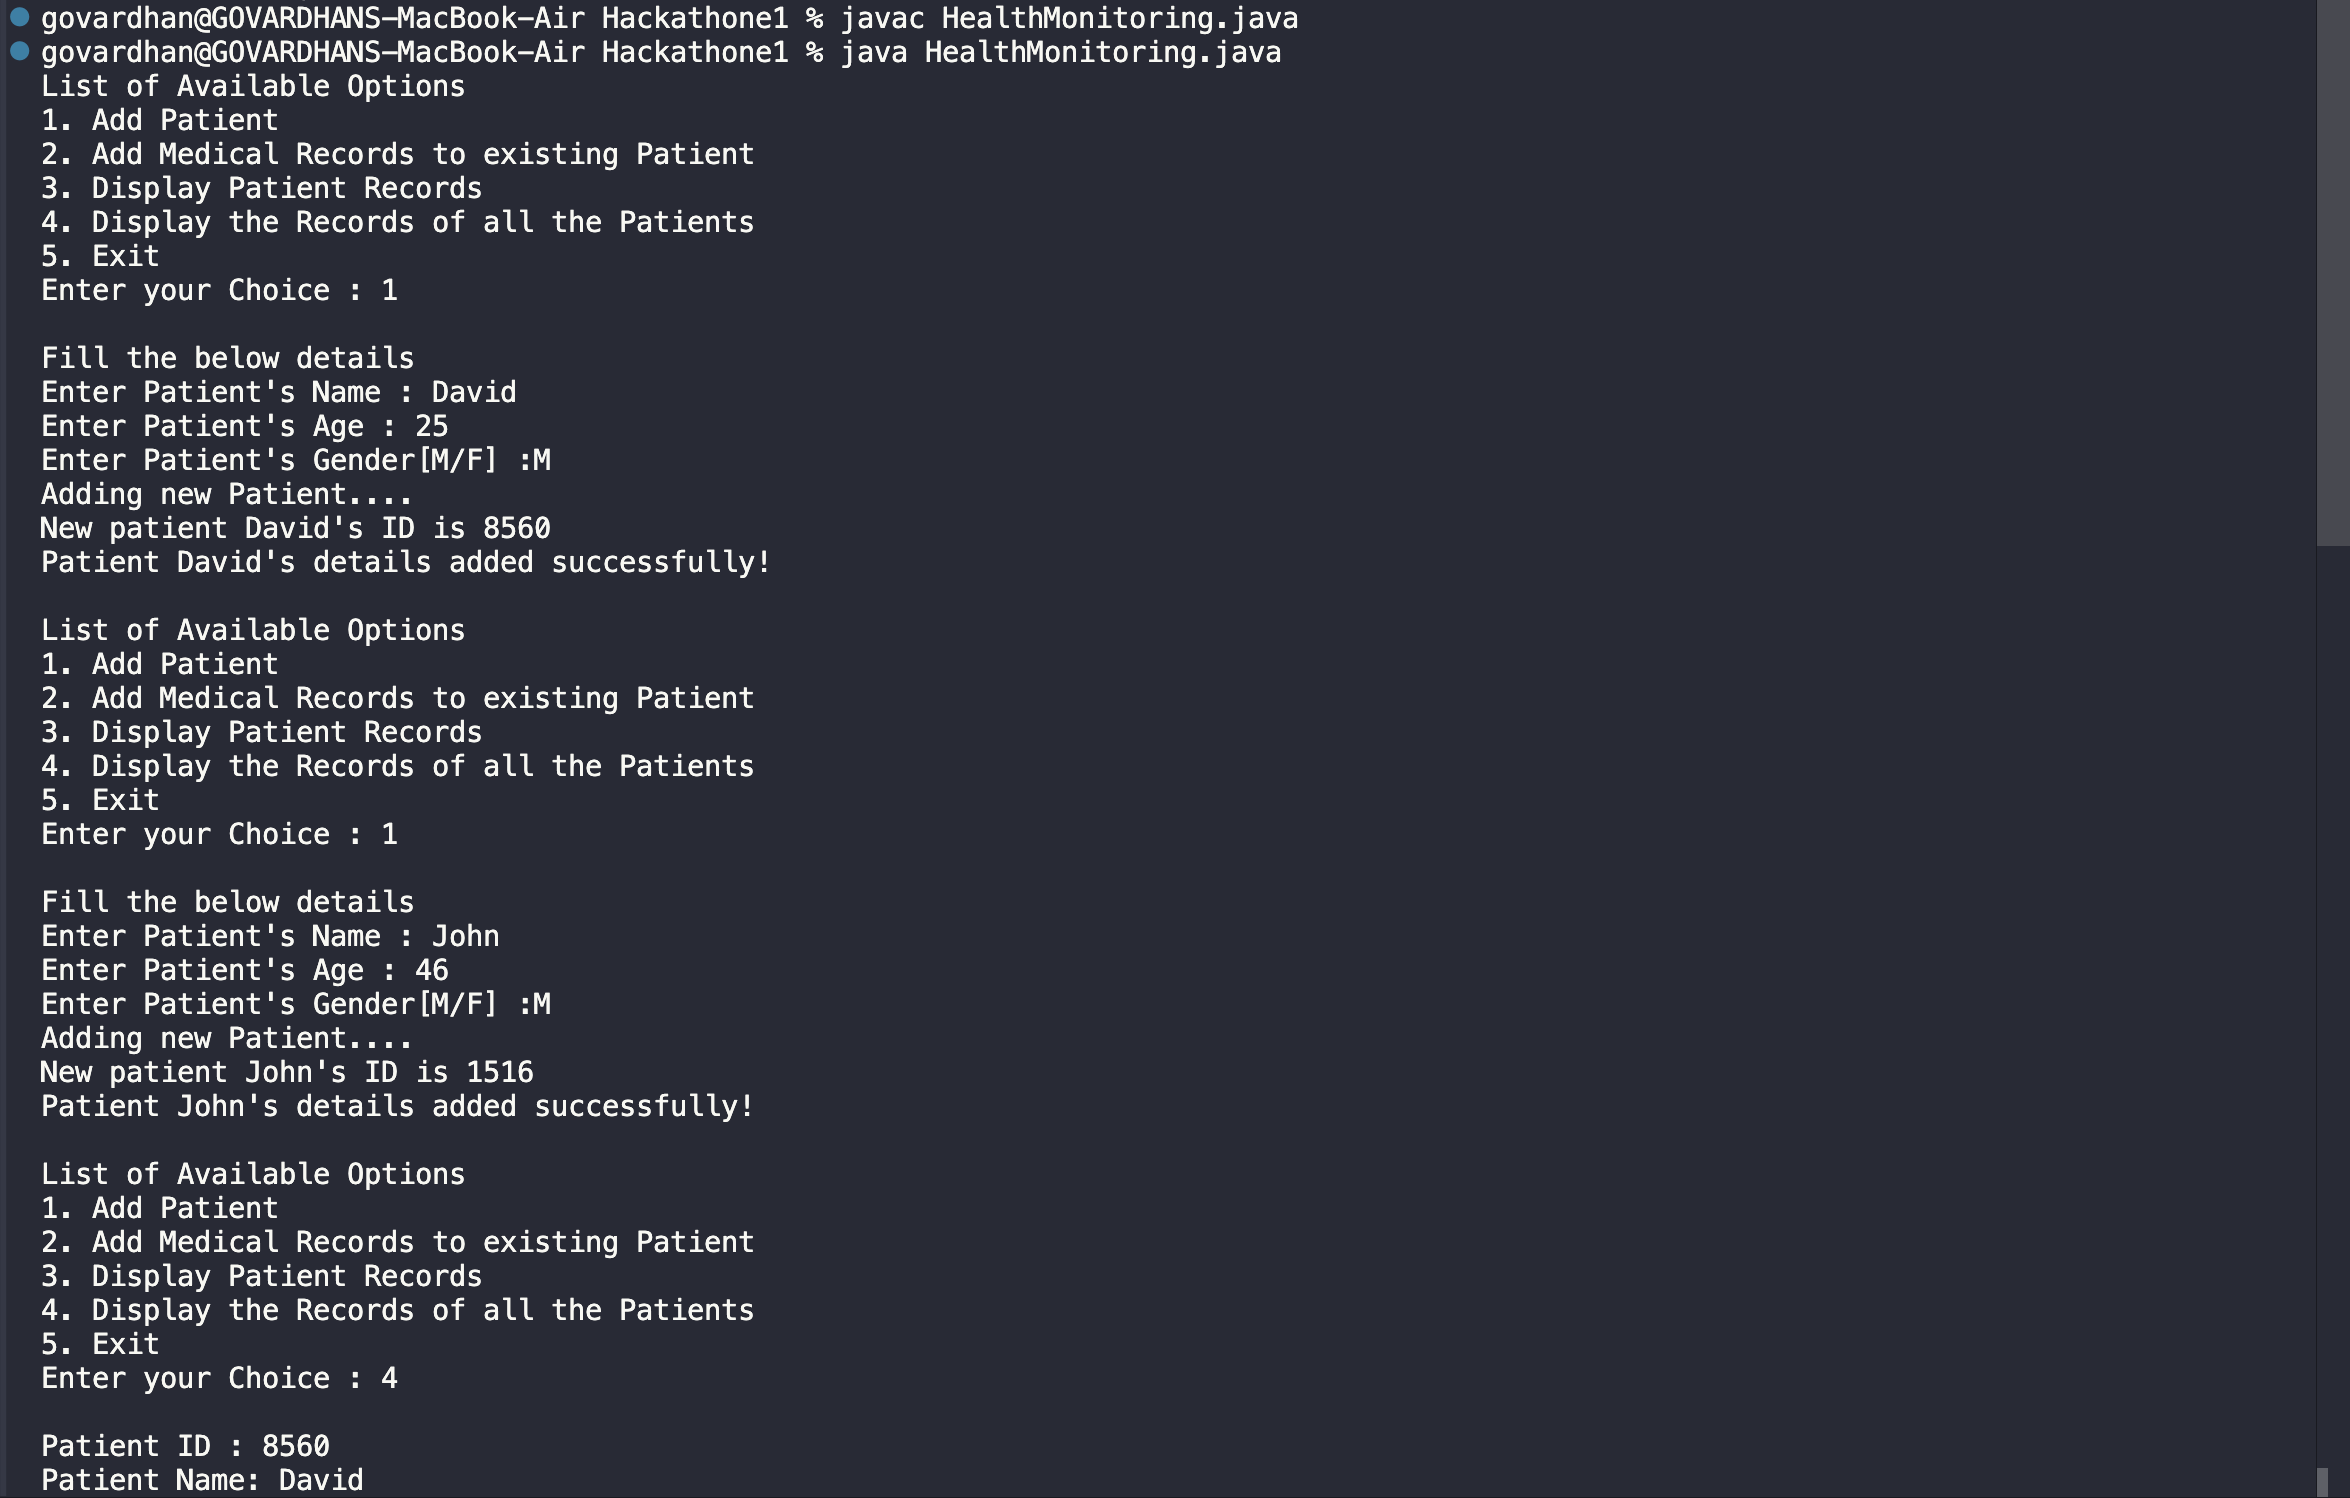 govardhan@GOVARDHANS-MacBook-Air Hackathone1 % javac HealthMonitoring.java
govardhan@GOVARDHANS-MacBook-Air Hackathone1 % java HealthMonitoring.java
List of Available Options
1. Add Patient
2. Add Medical Records to existing Patient
3. Display Patient Records
4. Display the Records of all the Patients
5. Exit
Enter your Choice : 1

Fill the below details
Enter Patient's Name : David
Enter Patient's Age : 25
Enter Patient's Gender[M/F] :M
Adding new Patient....
New patient David's ID is 8560
Patient David's details added successfully!

List of Available Options
1. Add Patient
2. Add Medical Records to existing Patient
3. Display Patient Records
4. Display the Records of all the Patients
5. Exit
Enter your Choice : 1

Fill the below details
Enter Patient's Name : John
Enter Patient's Age : 46
Enter Patient's Gender[M/F] :M
Adding new Patient....
New patient John's ID is 1516
Patient John's details added successfully!

List of Available Options
1. Add Patient
2. Add Medical Records to existing Patient
3. Display Patient Records
4. Display the Records of all the Patients
5. Exit
Enter your Choice : 4

Patient ID : 8560
Patient Name: David